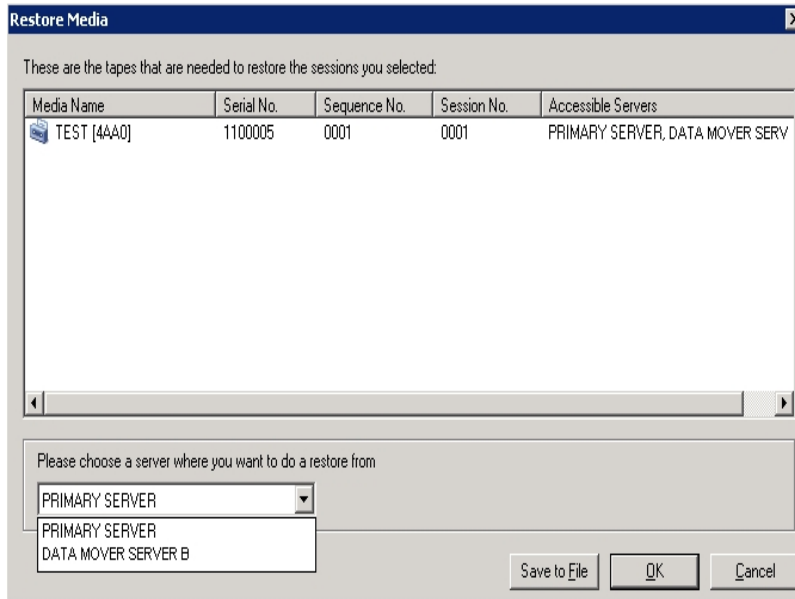 Restore Media
These are the tapes that are needed to restore the sessions you selected:
Media Name Serial No. Sequence No. Session No. Accessible Servers
TEST [4AA0] 1100005 0001 0001 PRIMARY SERVER, DATA MOVER SERV
Please choose a server where you want to do a restore from
PRIMARY SERVER
PRIMARY SERVER
DATA MOVER SERVER B
Save to File OK Cancel